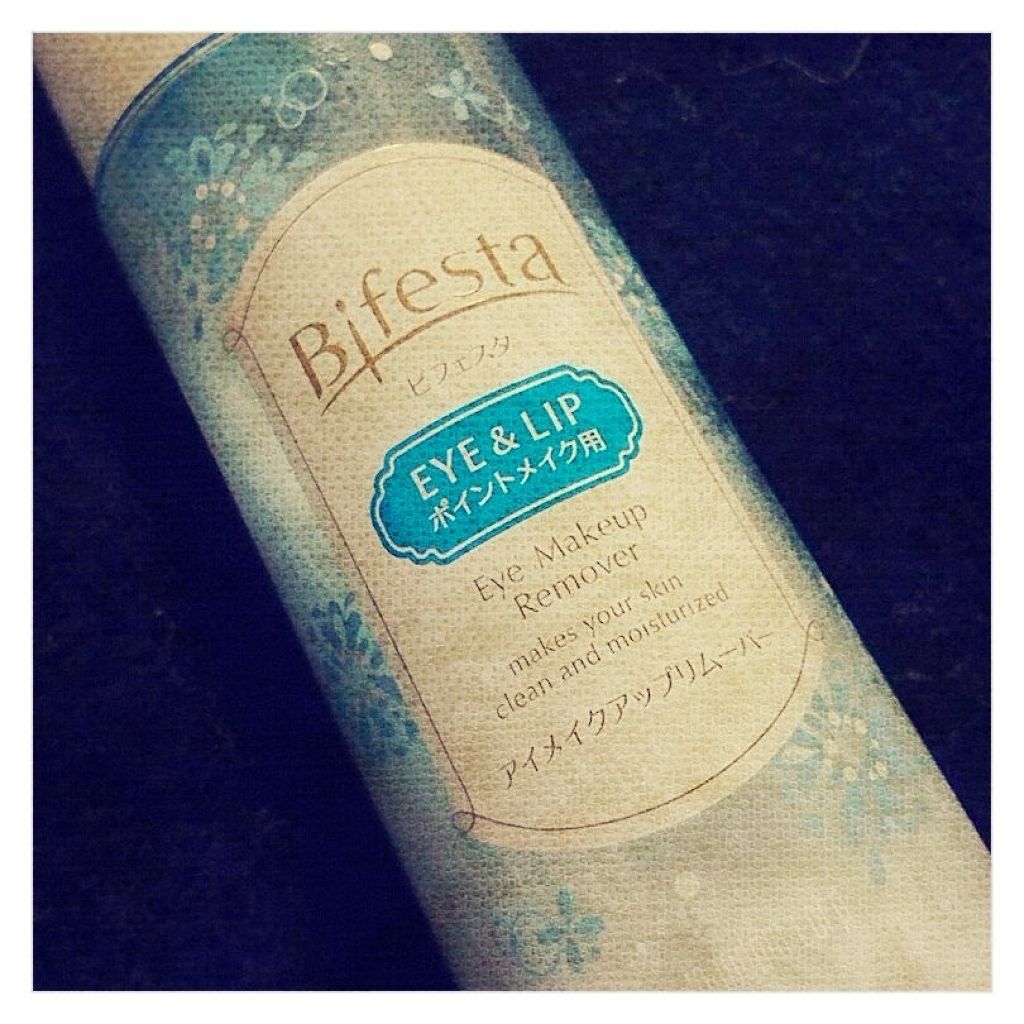 Bifesta
ビフェスタ
EYE & LIP
ポイントメイク用
Eye Makeup
Remover
makes your skin
clean and moisturized
アイメイクアップリムーバー